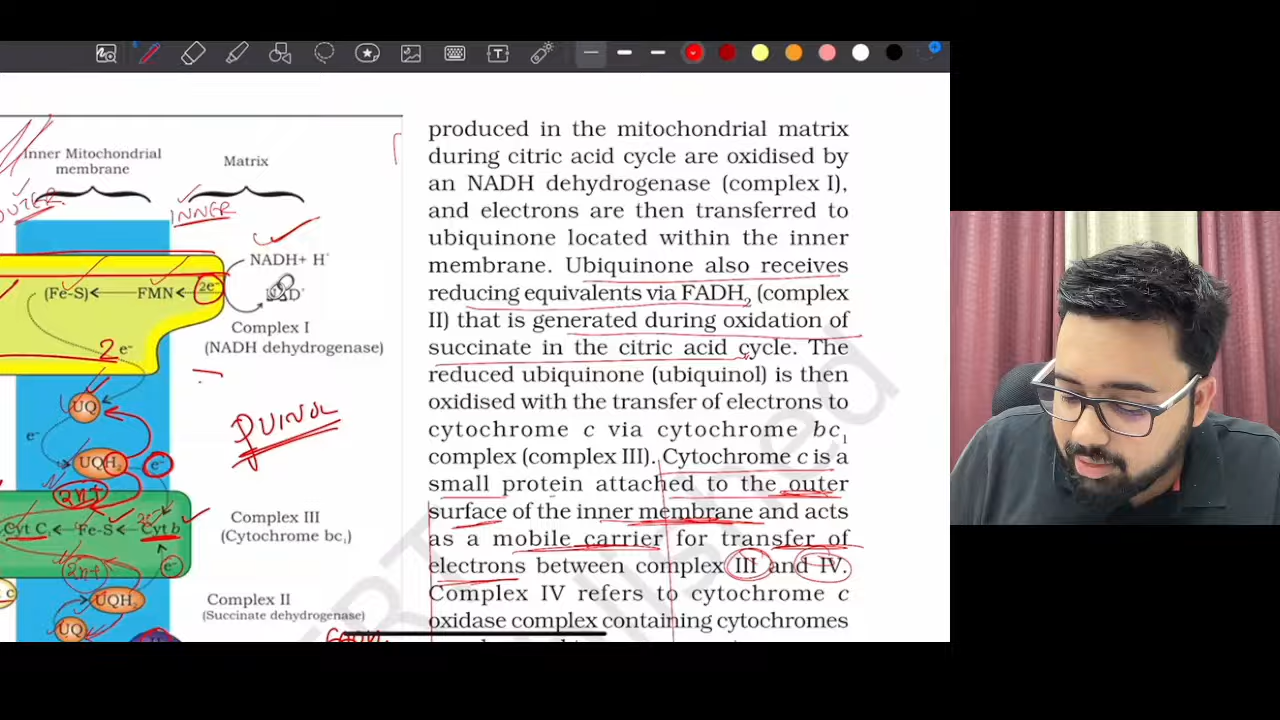 Inner Mitochondrial
membrane
Matrix
OUTER
INNER
NADH+ H⁺
(Fe-S)
FMN
2e⁻
Complex I
(NADH dehydrogenase)
2 e⁻
UQ
QUINOL
e⁻
UQH₂
e⁻
2H+
Cyt C₁
Fe-S
Cyt b
Complex III
(Cytochrome bc₁)
2H+
e⁻
c
UQH₂
Complex II
(Succinate dehydrogenase)
UQ
produced in the mitochondrial matrix
during citric acid cycle are oxidised by
an NADH dehydrogenase (complex I),
and electrons are then transferred to
ubiquinone located within the inner
membrane. Ubiquinone also receives
reducing equivalents via FADH₂ (complex
II) that is generated during oxidation of
succinate in the citric acid cycle. The
reduced ubiquinone (ubiquinol) is then
oxidised with the transfer of electrons to
cytochrome c via cytochrome bc₁
complex (complex III). Cytochrome c is a
small protein attached to the outer
surface of the inner membrane and acts
as a mobile carrier for transfer of
electrons between complex III and IV.
Complex IV refers to cytochrome c
oxidase complex containing cytochromes